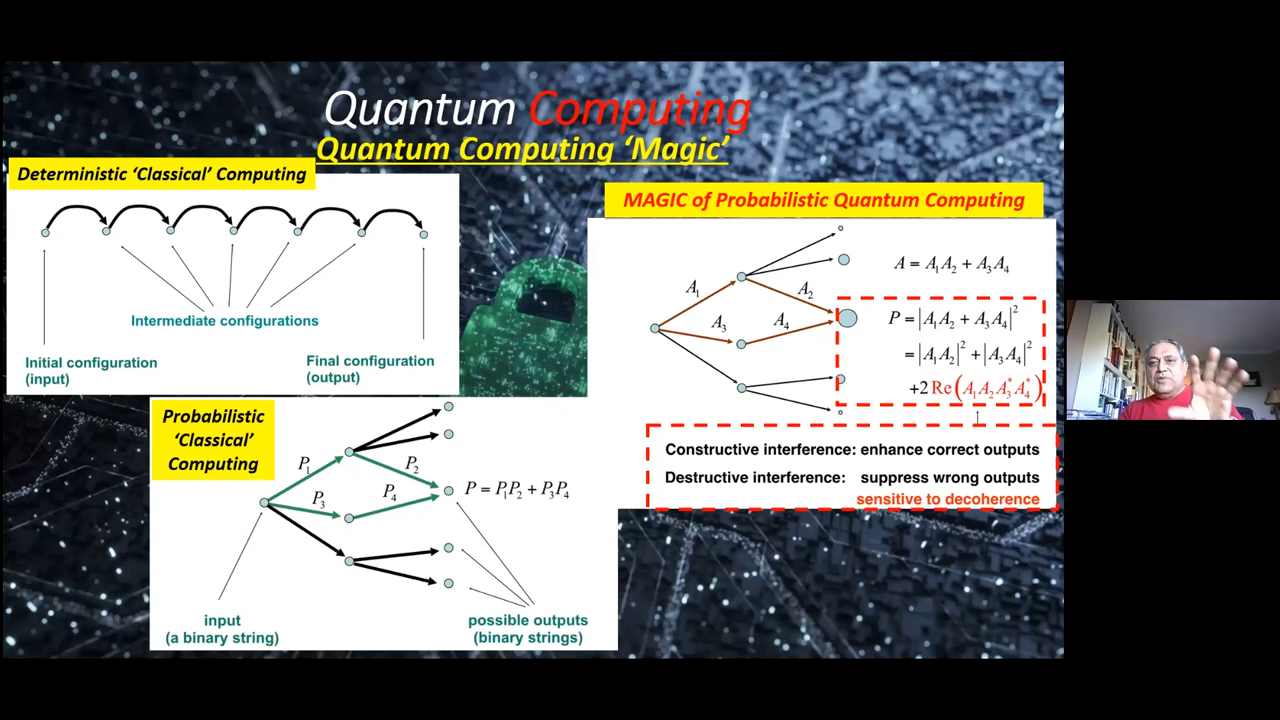 Quantum Computing
Quantum Computing ‘Magic’
Deterministic ‘Classical’ Computing
Intermediate configurations
Initial configuration
(input)
Final configuration
(output)
Probabilistic
‘Classical’
Computing
P₁
P₂
P₃
P₄
P = P₁P₂ + P₃P₄
input
(a binary string)
possible outputs
(binary strings)
MAGIC of Probabilistic Quantum Computing
A₁
A₂
A₃
A₄
A = A₁A₂ + A₃A₄
P = |A₁A₂ + A₃A₄|²
= |A₁A₂|² + |A₃A₄|²
+2 Re(A₁A₂A₃*A₄*)
Constructive interference: enhance correct outputs
Destructive interference: suppress wrong outputs
sensitive to decoherence